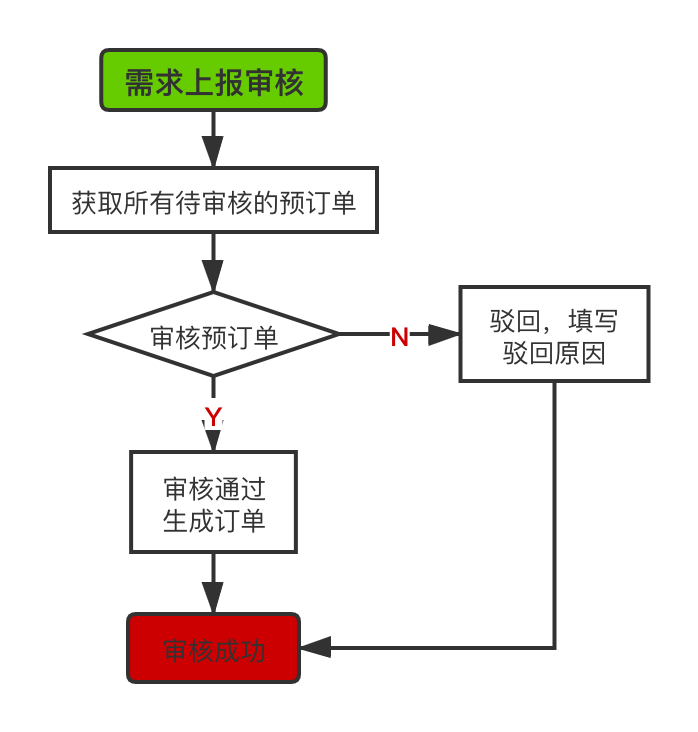 需求上报审核
获取所有待审核的预订单
审核预订单
N
驳回，填写
驳回原因
Y
审核通过
生成订单
审核成功